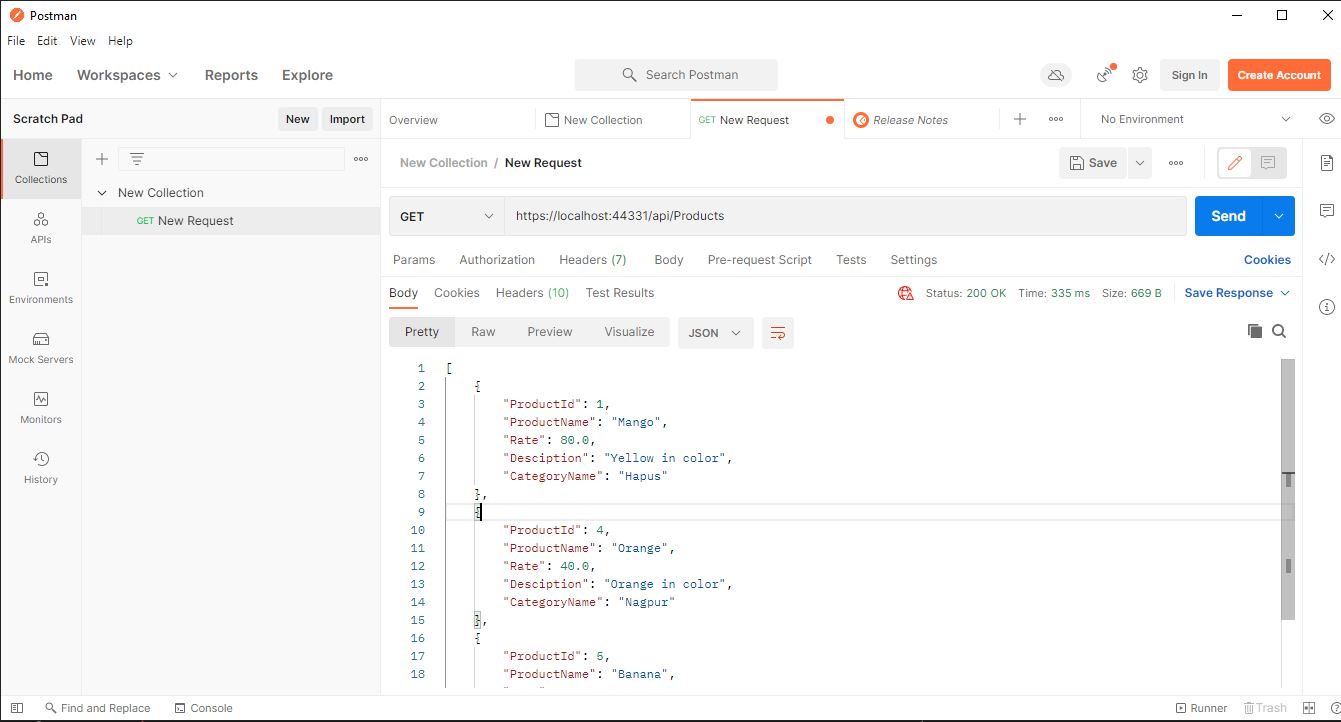 Postman
File Edit View Help
Home Workspaces Reports Explore Search Postman Sign In Create Account
Scratch Pad New Import Overview New Collection GET New Request Release Notes No Environment
New Collection / New Request Save
Collections
New Collection
GET New Request
APIs
Environments
Mock Servers
Monitors
History
GET https://localhost:44331/api/Products Send
Params Authorization Headers (7) Body Pre-request Script Tests Settings Cookies
Body Cookies Headers (10) Test Results Status: 200 OK Time: 335 ms Size: 669 B Save Response
Pretty Raw Preview Visualize JSON
1 [
2 {
3 "ProductId": 1,
4 "ProductName": "Mango",
5 "Rate": 80.0,
6 "Desciption": "Yellow in color",
7 "CategoryName": "Hapus"
8 },
9 {
10 "ProductId": 4,
11 "ProductName": "Orange",
12 "Rate": 40.0,
13 "Desciption": "Orange in color",
14 "CategoryName": "Nagpur"
15 },
16 {
17 "ProductId": 5,
18 "ProductName": "Banana",
Find and Replace Console Runner Trash